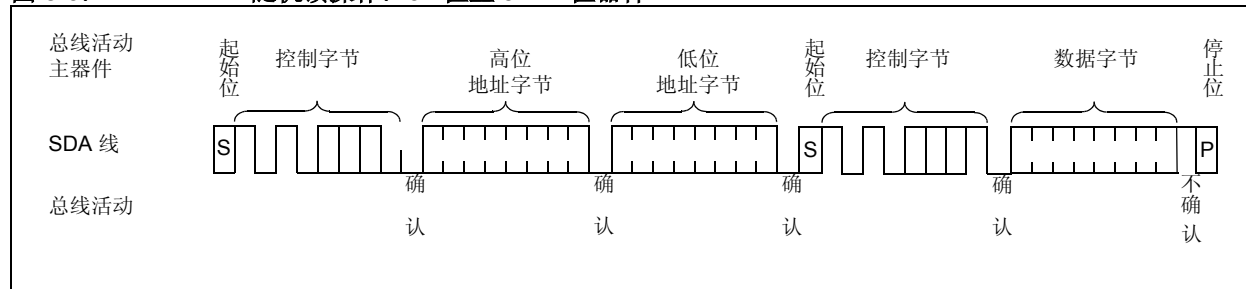 总线活动
主器件
起始位
控制字节
高位
地址字节
低位
地址字节
起始位
控制字节
数据字节
停止位
SDA 线
S
S
P
总线活动
确认
确认
确认
确认
不确认